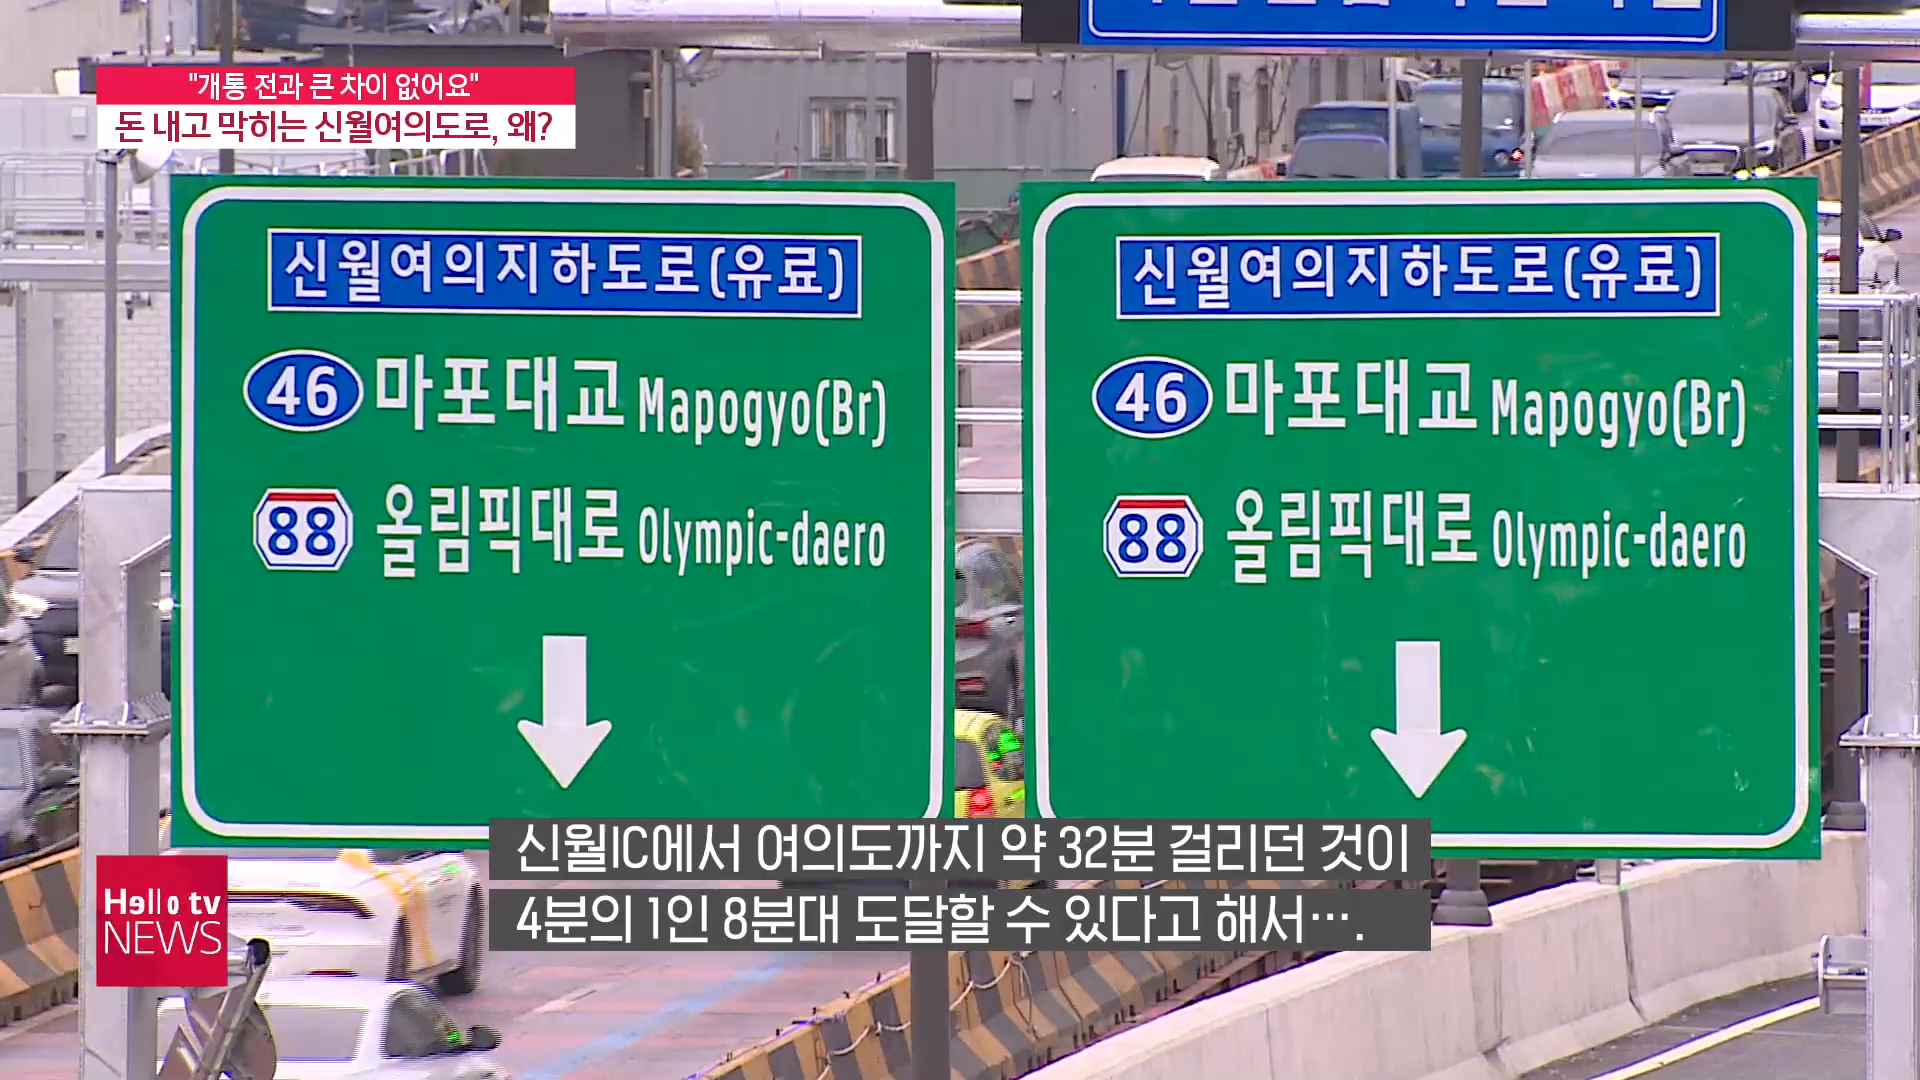 "개통 전과 큰 차이 없어요"
돈 내고 막히는 신월여의도로, 왜?
신월여의지하도로(유료)
46 마포대교 Mapogyo(Br)
88 올림픽대로 Olympic-daero
신월여의지하도로(유료)
46 마포대교 Mapogyo(Br)
88 올림픽대로 Olympic-daero
신월IC에서 여의도까지 약 32분 걸리던 것이
4분의 1인 8분대 도달할 수 있다고 해서….
Hello tv
NEWS